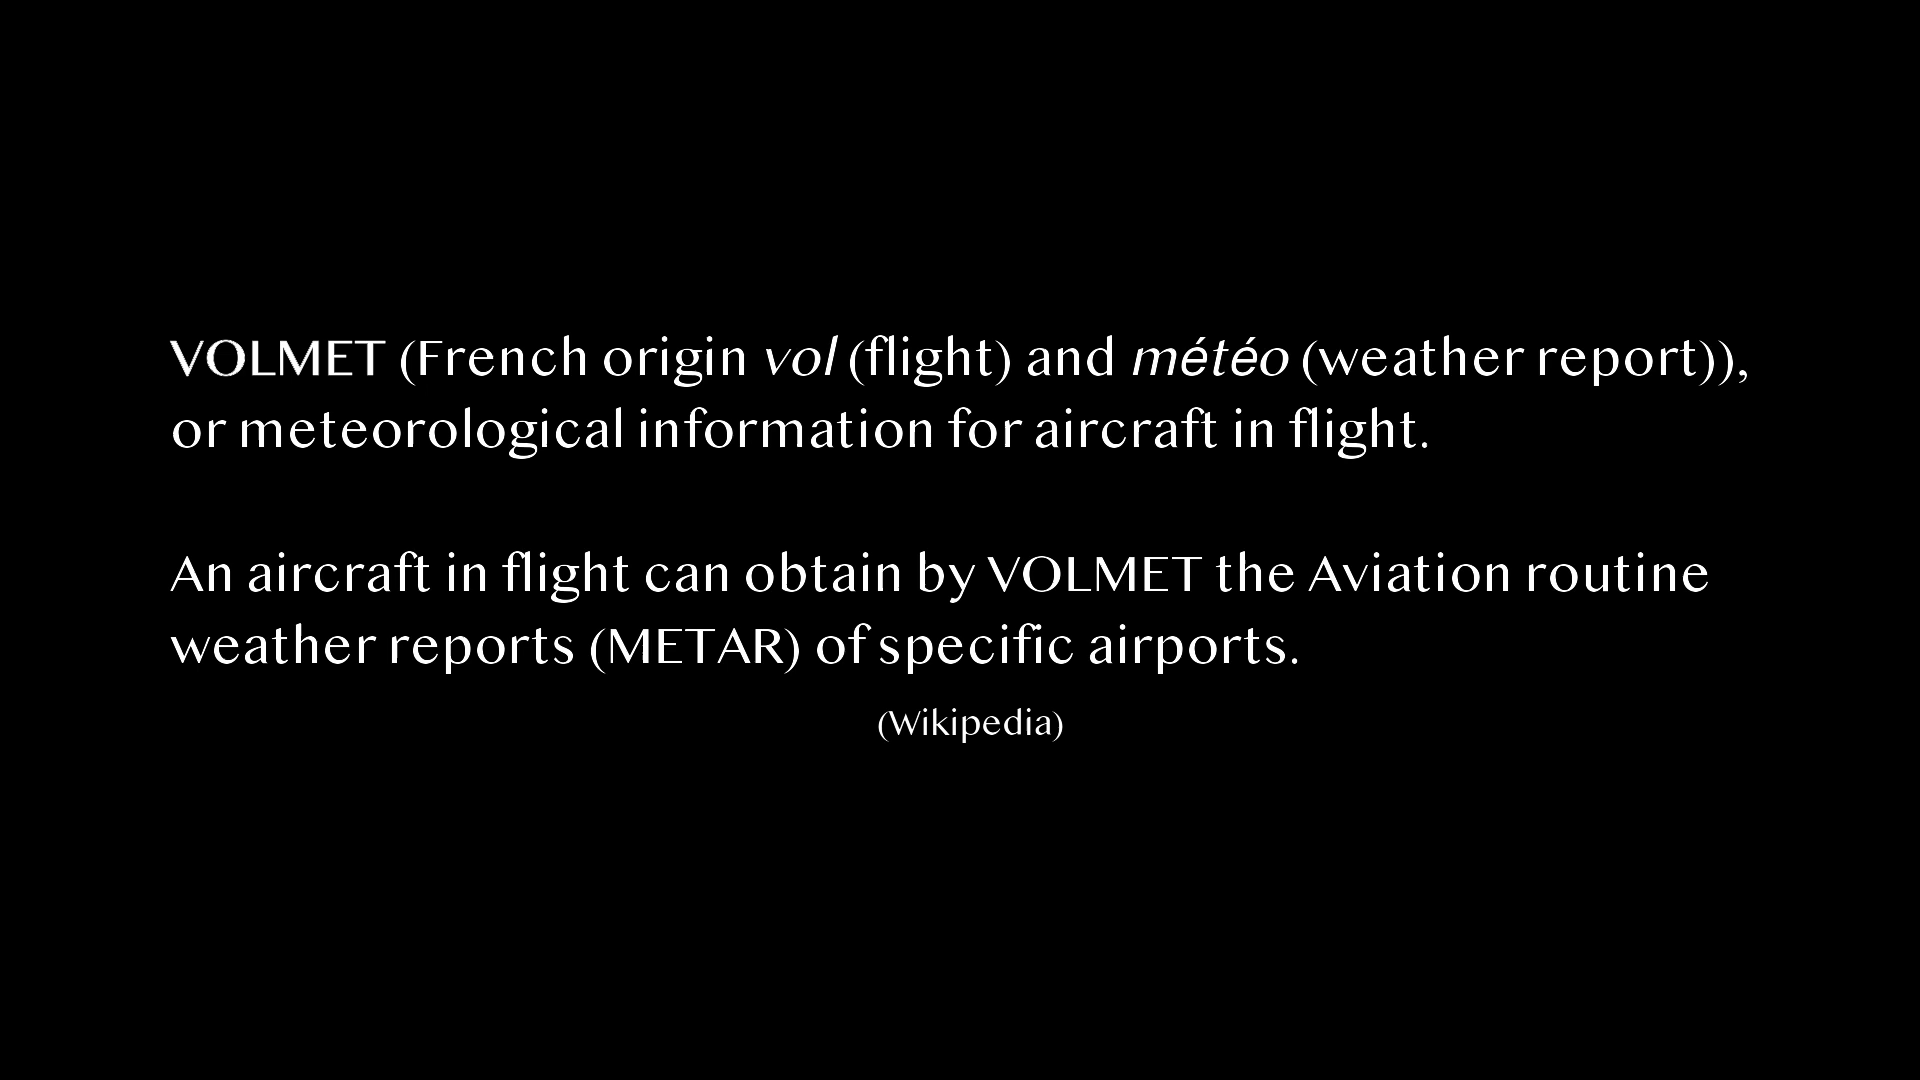 VOLMET (French origin vol (flight) and météo (weather report)),
or meteorological information for aircraft in flight.
An aircraft in flight can obtain by VOLMET the Aviation routine
weather reports (METAR) of specific airports.
(Wikipedia)